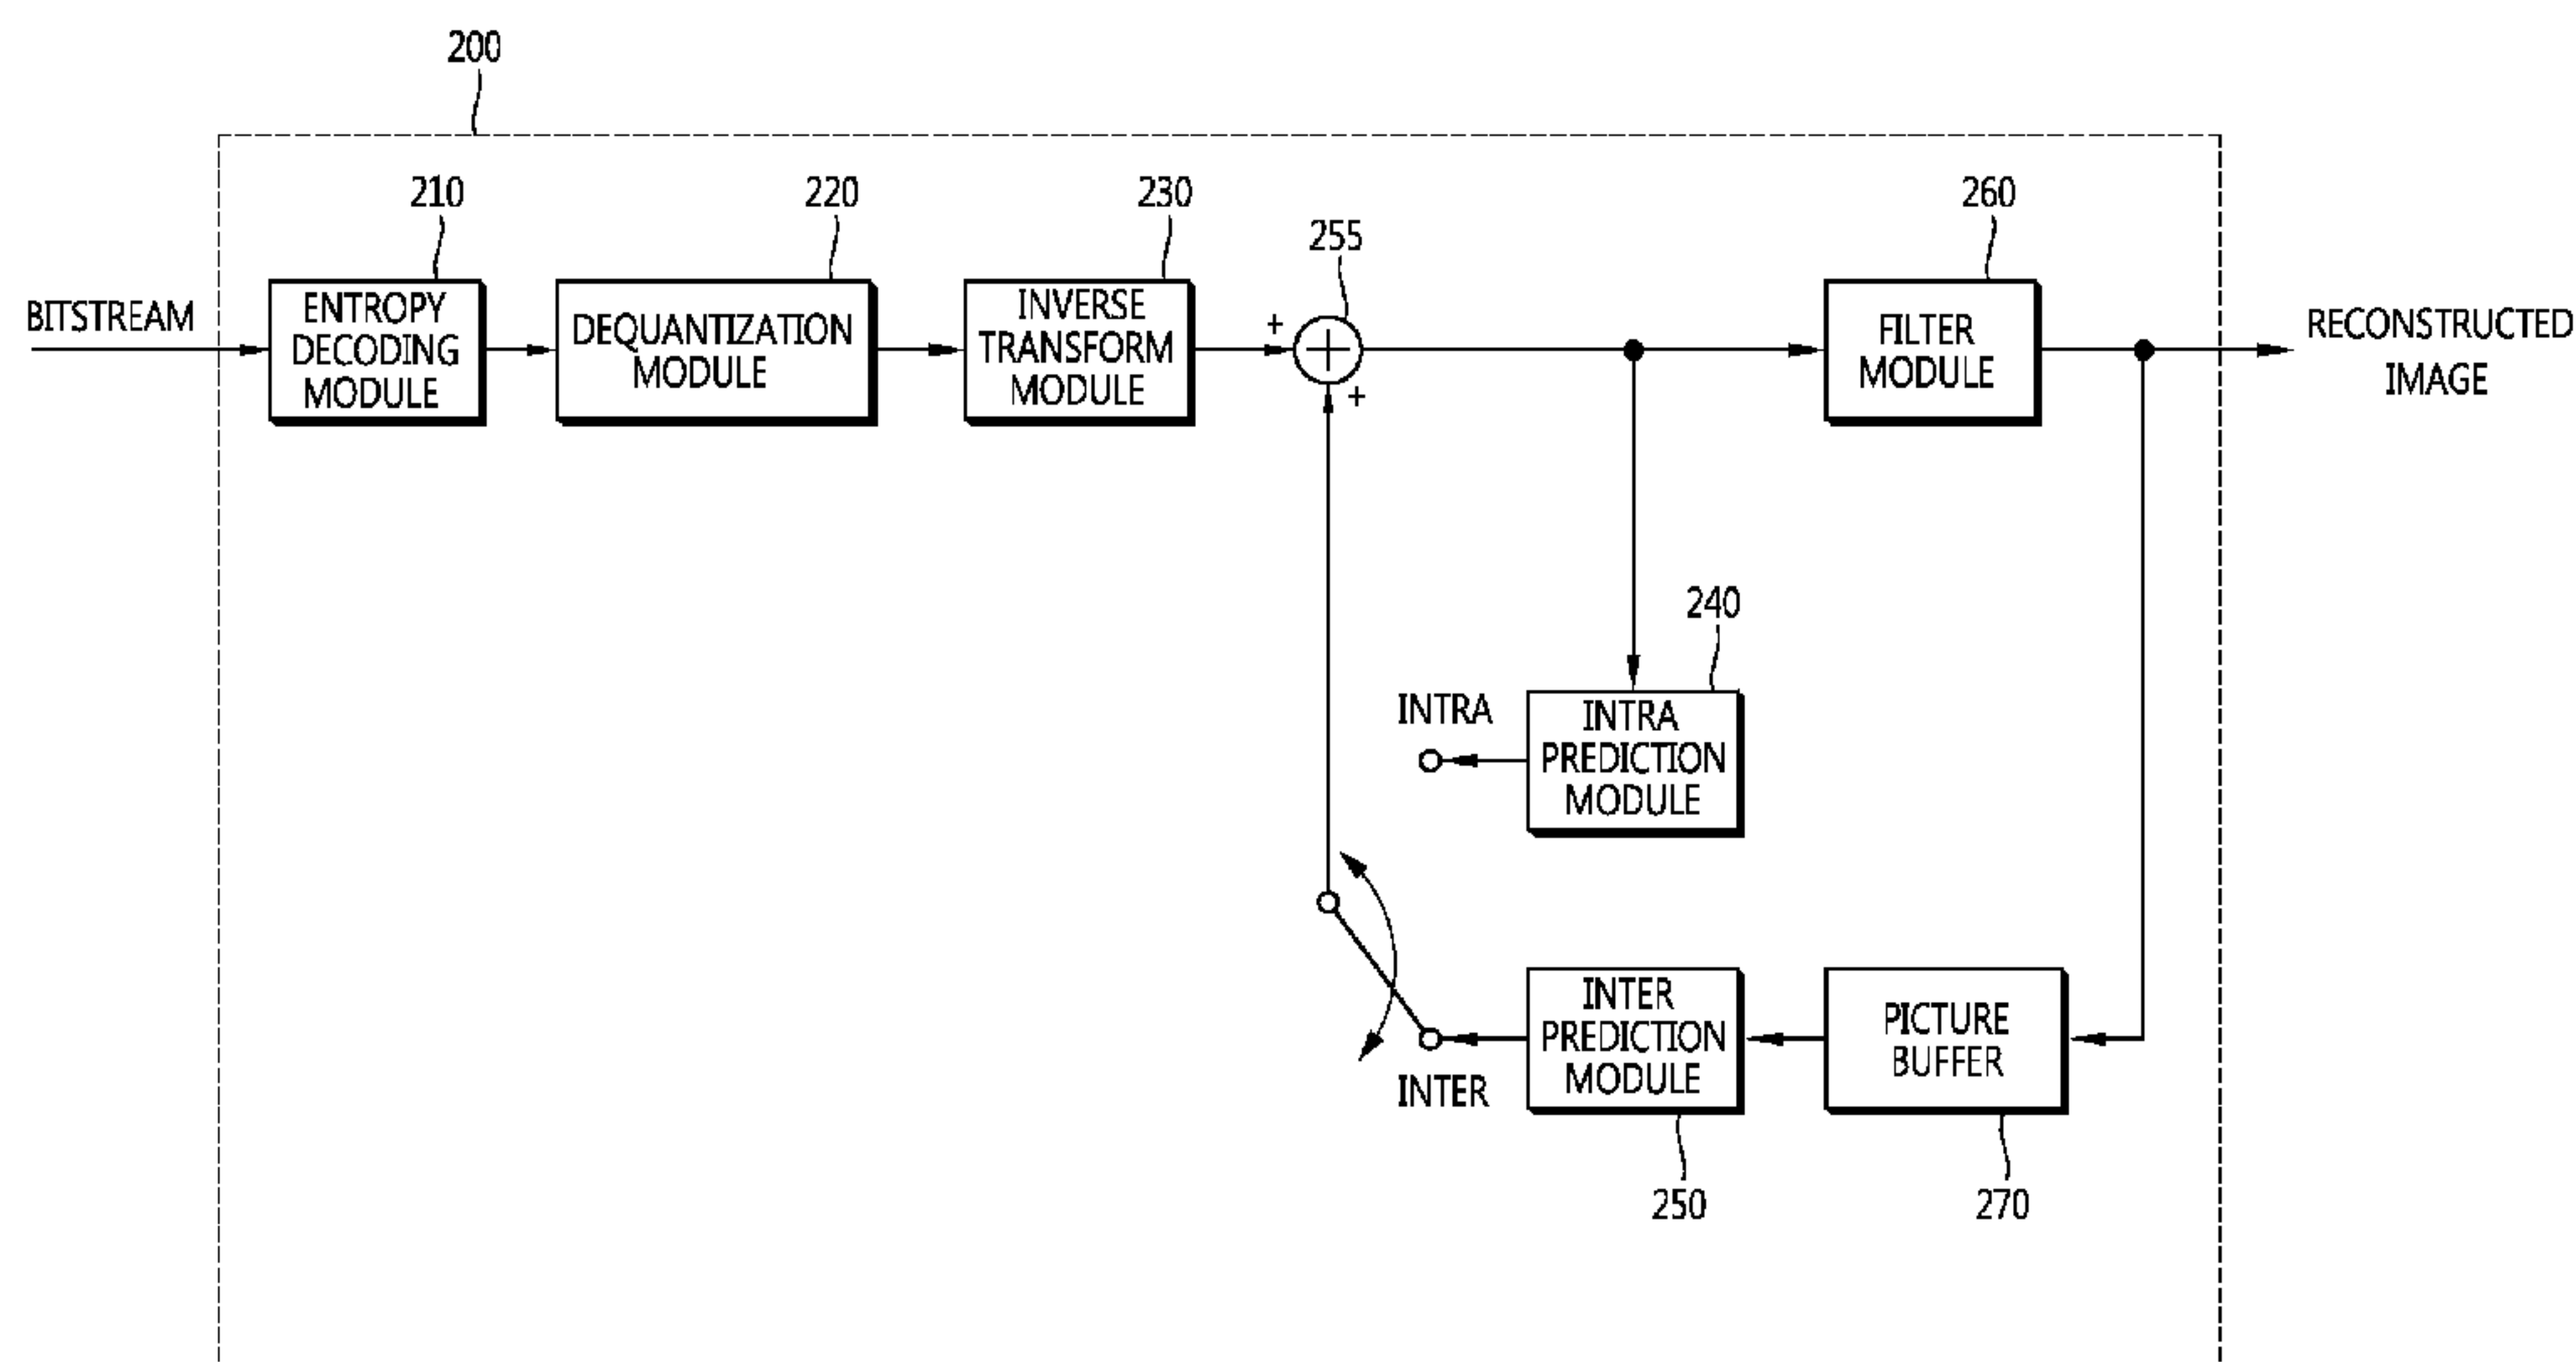 200
210
220
230
255
260
BITSTREAM
ENTROPY
DECODING
MODULE
DEQUANTIZATION
MODULE
INVERSE
TRANSFORM
MODULE
+
+
+
FILTER
MODULE
RECONSTRUCTED
IMAGE
240
INTRA
INTRA
PREDICTION
MODULE
INTER
INTER
PREDICTION
MODULE
PICTURE
BUFFER
250
270